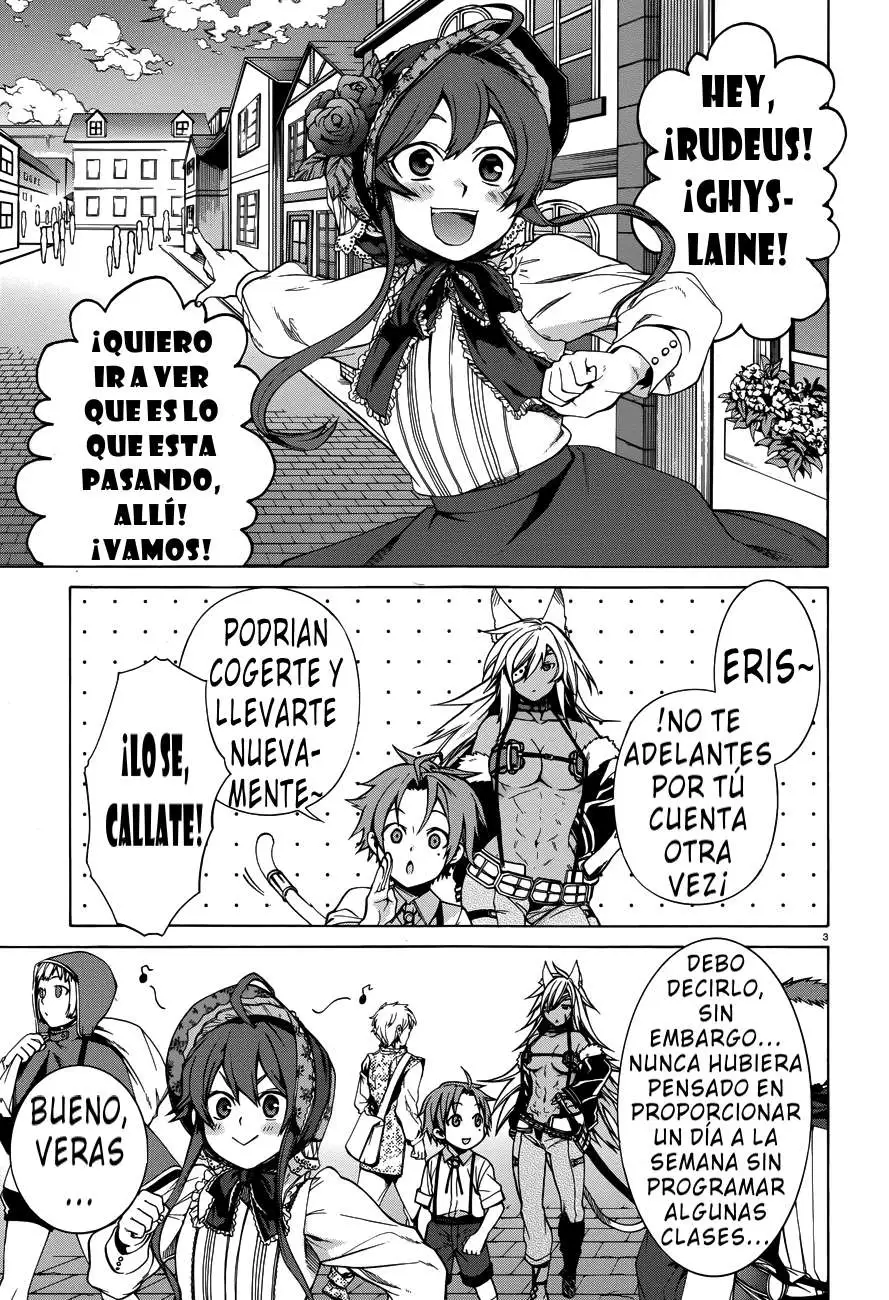 HEY,
¡RUDEUS!
¡GHYS-
LAINE!
¡QUIERO
IR A VER
QUE ES LO
QUE ESTA
PASANDO,
ALLÍ!
¡VAMOS!
ERIS~
!NO TE
ADELANTES
POR TÚ
CUENTA
OTRA
VEZ¡
PODRIAN
COGERTE Y
LLEVARTE
NUEVA-
MENTE~
¡LO SE,
CALLATE!
3
DEBO
DECIRLO,
SIN
EMBARGO...
NUNCA HUBIERA
PENSADO EN
PROPORCIONAR
UN DÍA A LA
SEMANA SIN
PROGRAMAR
ALGUNAS
CLASES...
BUENO,
VERAS
...